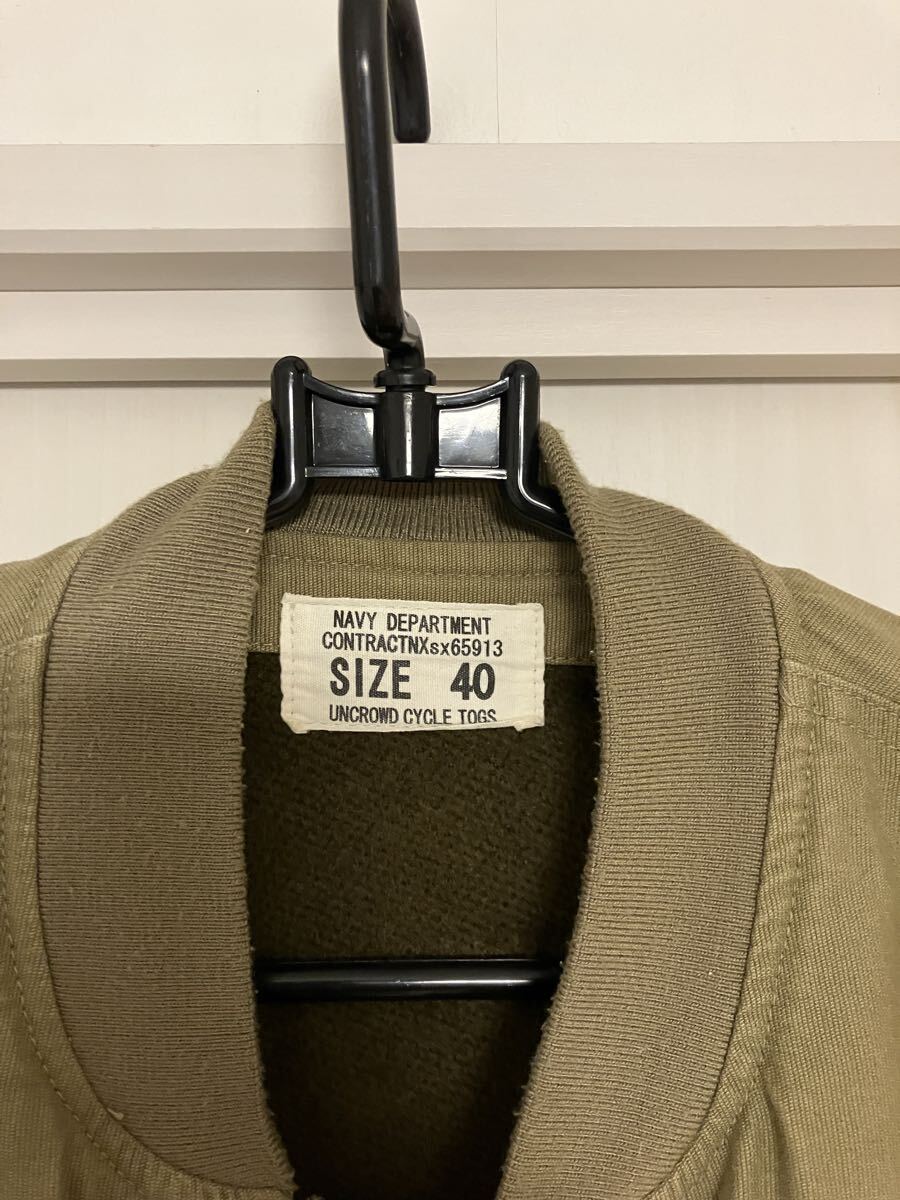 NAVY DEPARTMENT
CONTRACTNXsx65913
SIZE 40
UNCROWD CYCLE TOGS